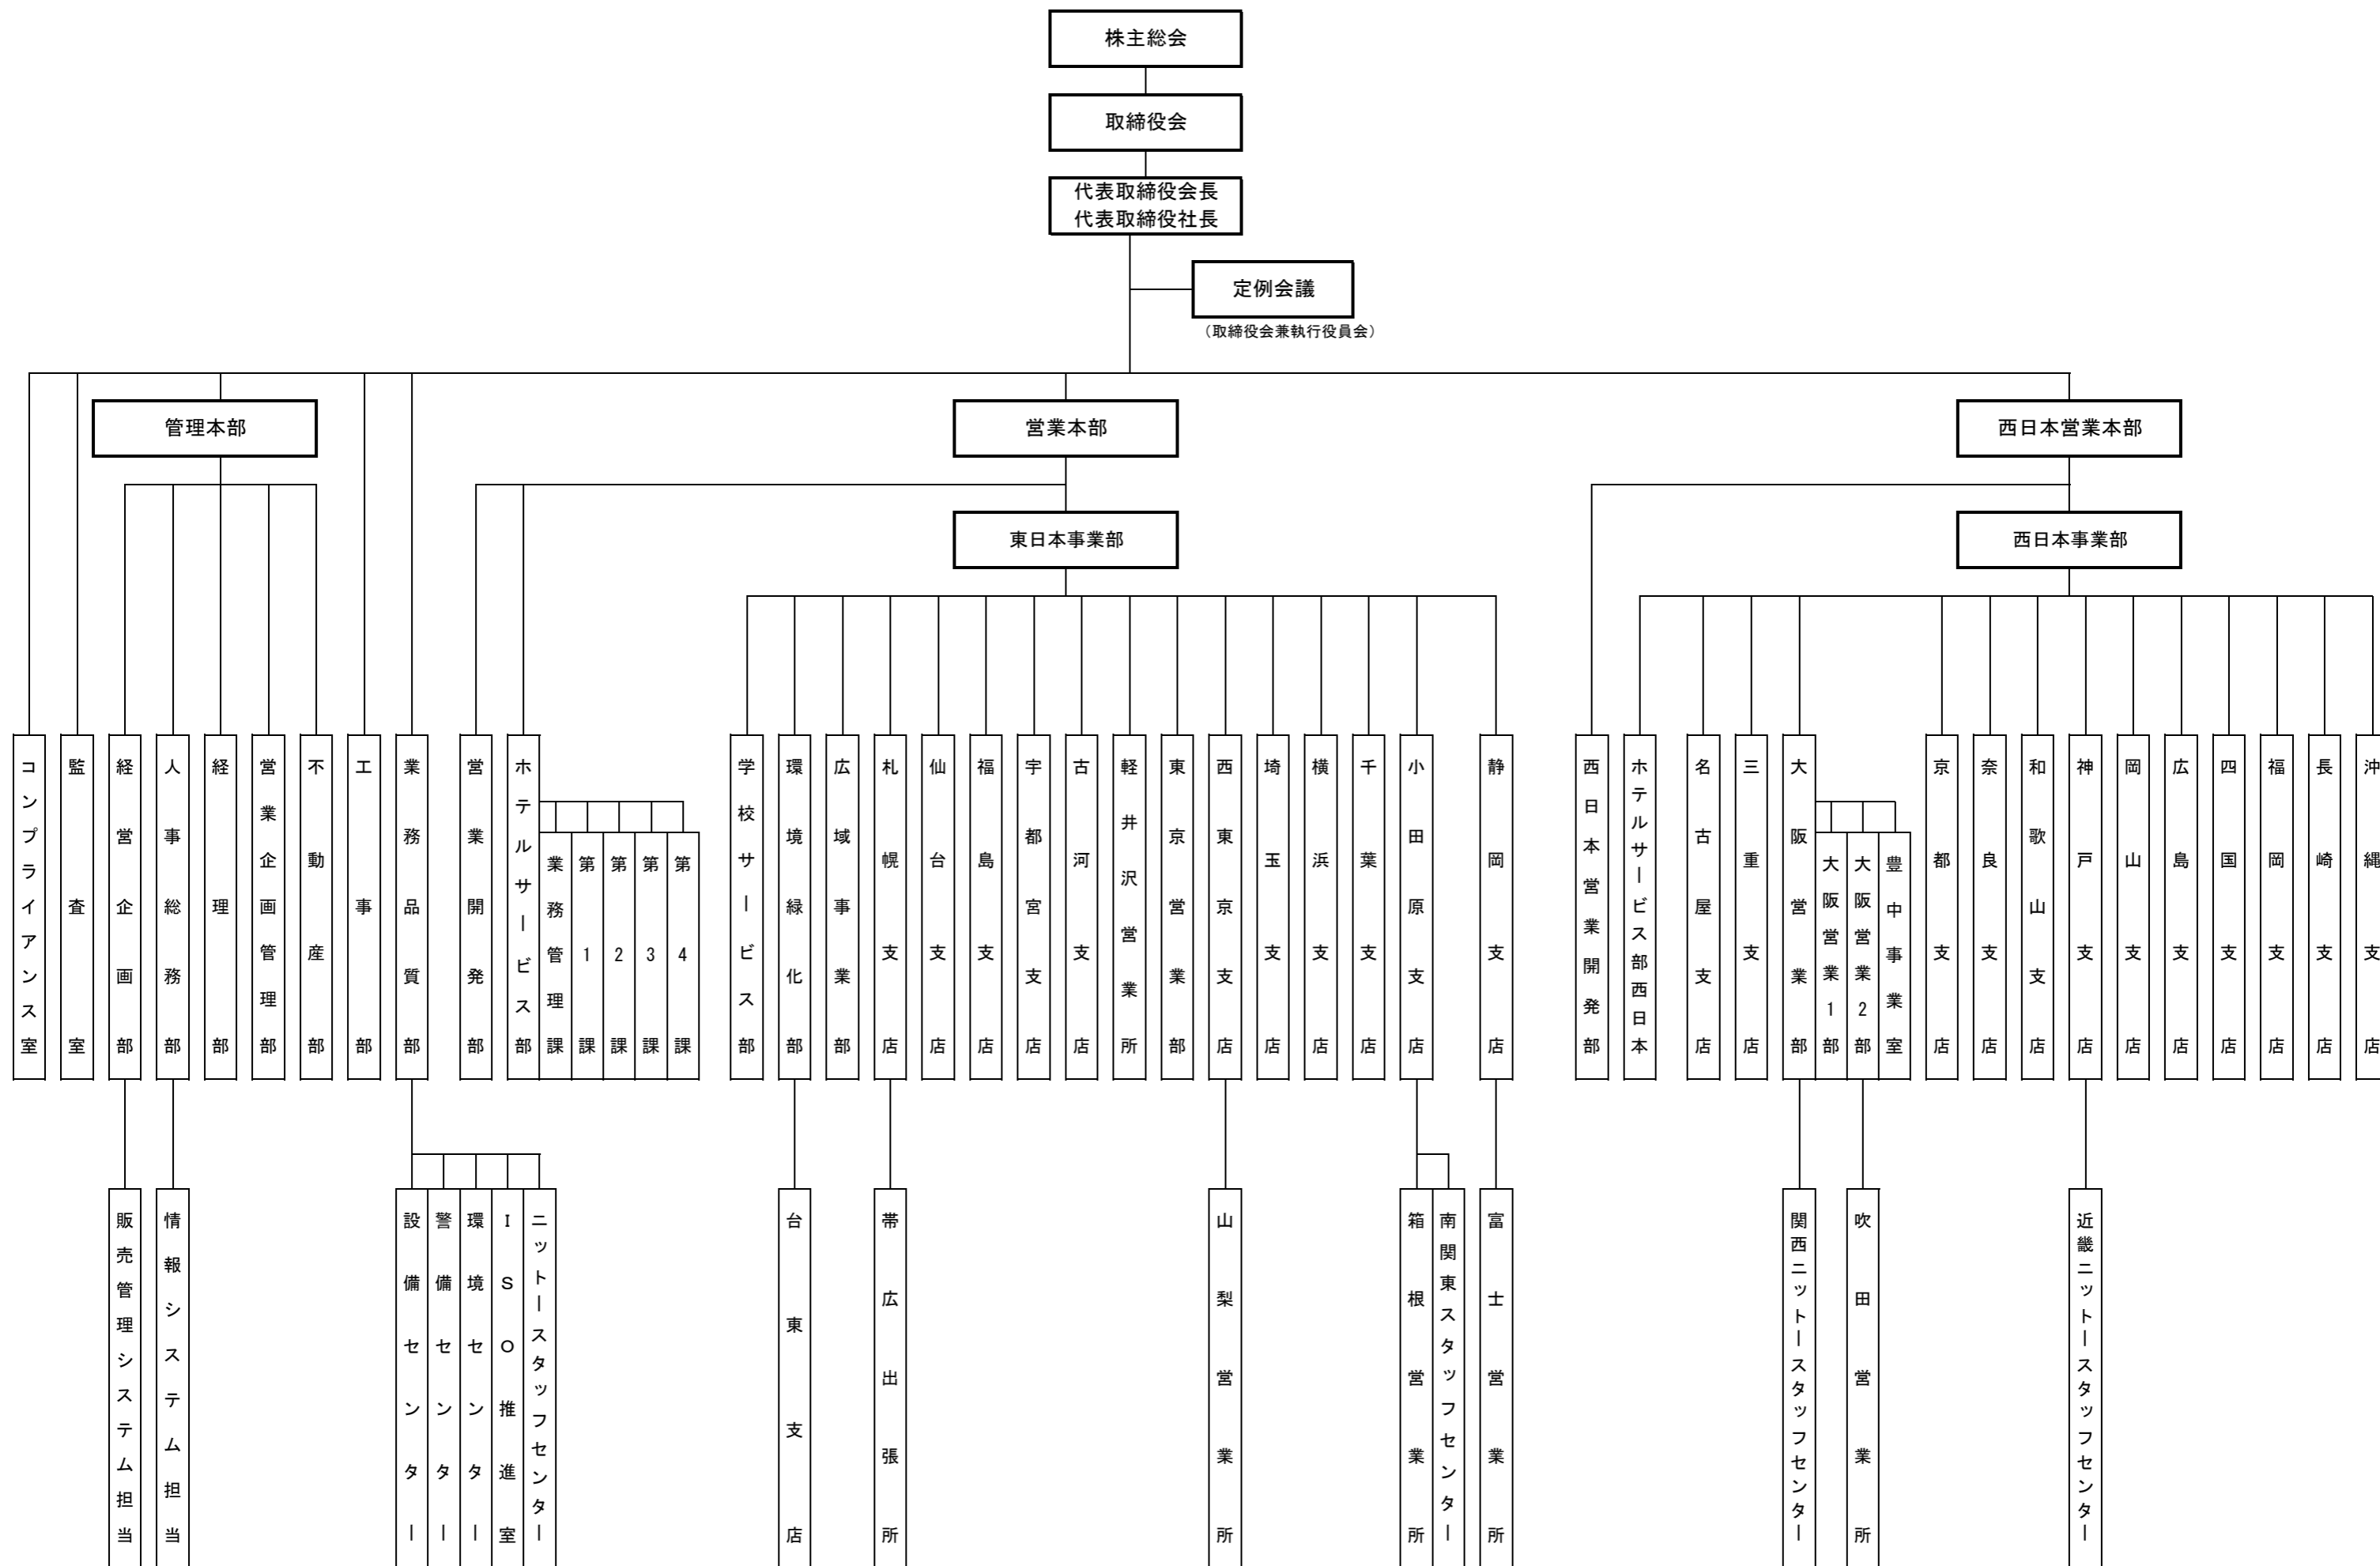 株主総会
取締役会
代表取締役会長
代表取締役社長
定例会議
（取締役会兼執行役員会）
管理本部
営業本部
西日本営業本部
東日本事業部
西日本事業部
コンプライアンス室
監査室
経営企画部
人事総務部
経理部
営業企画管理部
不動産部
工事部
業務品質部
営業開発部
ホテルサービス部
業務管理課
第1課
第2課
第3課
第4課
学校サービス部
環境緑化部
広域事業部
札幌支店
仙台支店
福島支店
宇都宮支店
古河支店
軽井沢営業所
東京営業部
西東京支店
埼玉支店
横浜支店
千葉支店
小田原支店
静岡支店
西日本営業開発部
ホテルサービス部西日本
名古屋支店
三重支店
大阪営業部
大阪営業1部
大阪営業2部
豊中事業室
京都支店
奈良支店
和歌山支店
神戸支店
岡山支店
広島支店
四国支店
福岡支店
長崎支店
沖縄支店
販売管理システム担当
情報システム担当
設備センター
警備センター
環境センター
ISO推進室
ニットースタッフセンター
台東支店
帯広出張所
山梨営業所
箱根営業所
南関東スタッフセンター
富士営業所
関西ニットースタッフセンター
吹田営業所
近畿ニットースタッフセンター